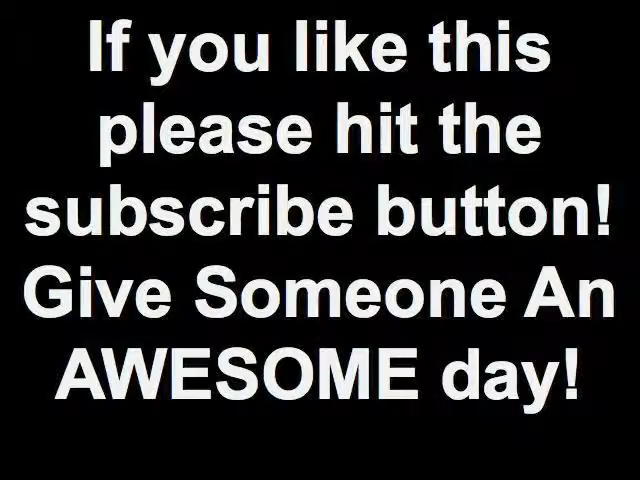 If you like this
please hit the
subscribe button!
Give Someone An
AWESOME day!